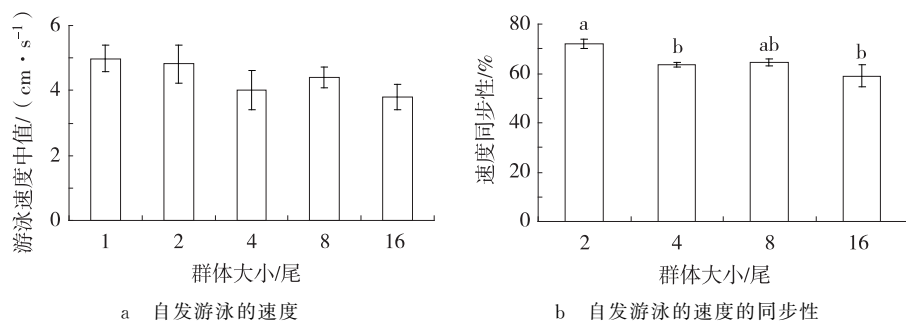 游泳速度中值/(cm·s⁻¹)
6
4
2
0
1 2 4 8 16
群体大小/尾
a 自发游泳的速度
速度同步性/%
80
60
40
20
0
a b ab b
2 4 8 16
群体大小/尾
b 自发游泳的速度的同步性